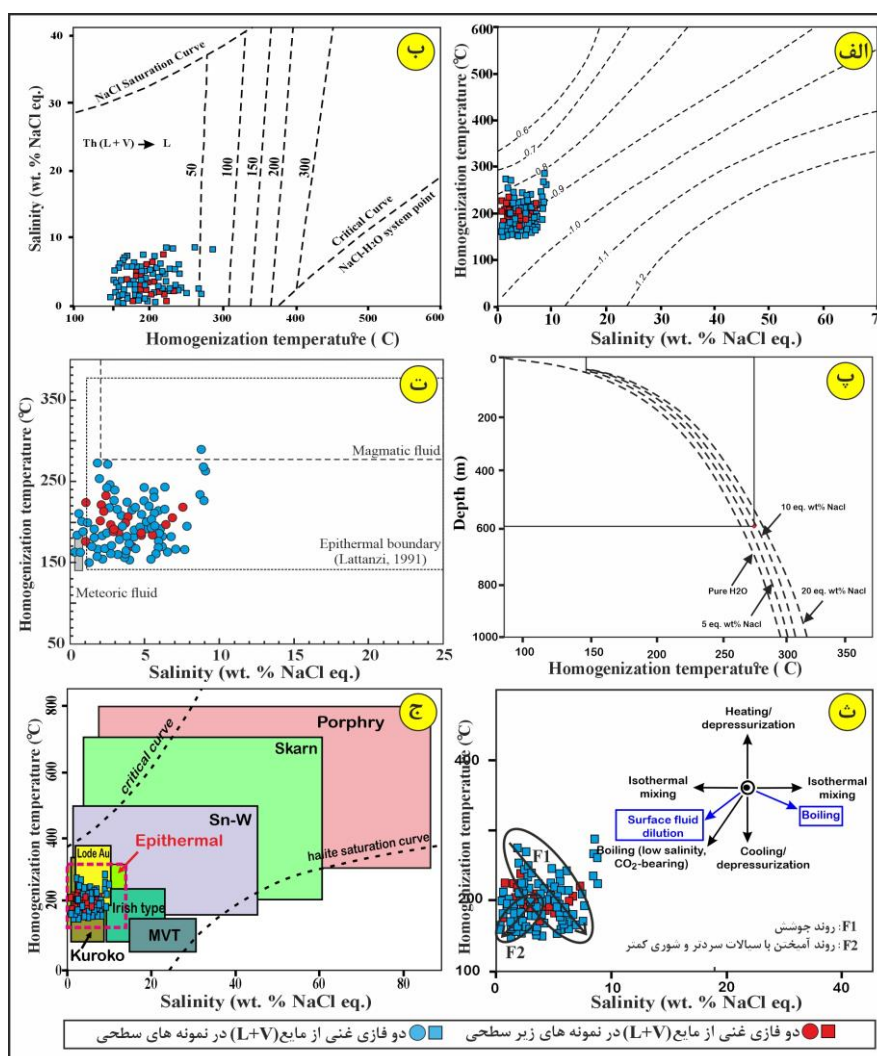 ب
40
30
20
10
0
Salinity (wt. % NaCl eq.)
NaCl Saturation Curve
Th (L + V) → L
50
100
150
200
300
Critical Curve
NaCl-H2O system point
100
200
300
400
500
600
Homogenization temperature (°C)
الف
600
500
400
300
200
100
0
Homogenization temperature (°C)
0.6
0.7
0.8
0.9
1.0
1.1
1.2
0
10
20
30
40
50
60
70
Salinity (wt. % NaCl eq.)
ت
350
250
150
50
Homogenization temperature (°C)
Magmatic fluid
Epithermal boundary
(Lattanzi, 1991)
Meteoric fluid
0
5
10
15
20
25
Salinity (wt. % NaCl eq.)
پ
0
200
400
600
800
1000
Depth (m)
10 eq. wt% Nacl
Pure H2O
20 eq. wt% Nacl
5 eq. wt% Nacl
100
150
200
250
300
350
Homogenization temperature (°C)
ج
800
600
400
200
0
Homogenization temperature (°C)
critical curve
Porphry
Skarn
Sn-W
Epithermal
halite saturation curve
Lode Au
Irish type
MVT
Kuroko
0
20
40
60
80
Salinity (wt. % NaCl eq.)
ث
400
200
100
Homogenization temperature (°C)
Heating/
depressurization
Isothermal
mixing
Isothermal
mixing
Surface fluid
dilution
Boiling
Boiling (low salinity,
CO2-bearing)
Cooling/
depressurization
F1
F2
F1: روند جوشش
F2: روند آمیختن با سیالات سردتر و شوری کمتر
0
20
40
Salinity (wt. % NaCl eq.)
دو فازی غنی از مایع(L+V) در نمونه های زیر سطحی
دو فازی غنی از مایع(L+V) در نمونه های سطحی